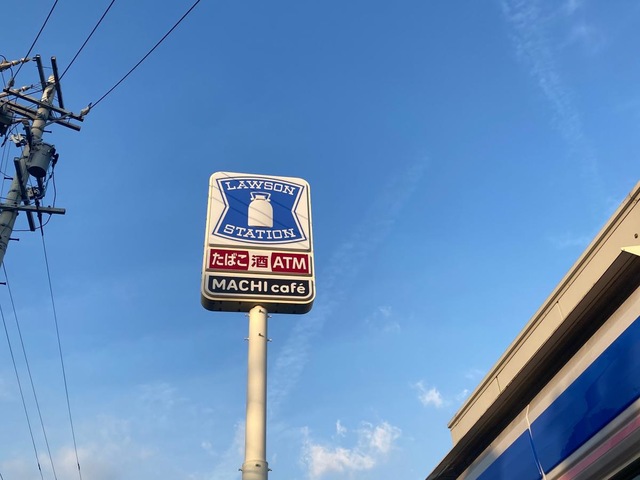 LAWSON
STATION
たばこ 酒 ATM
MACHI café